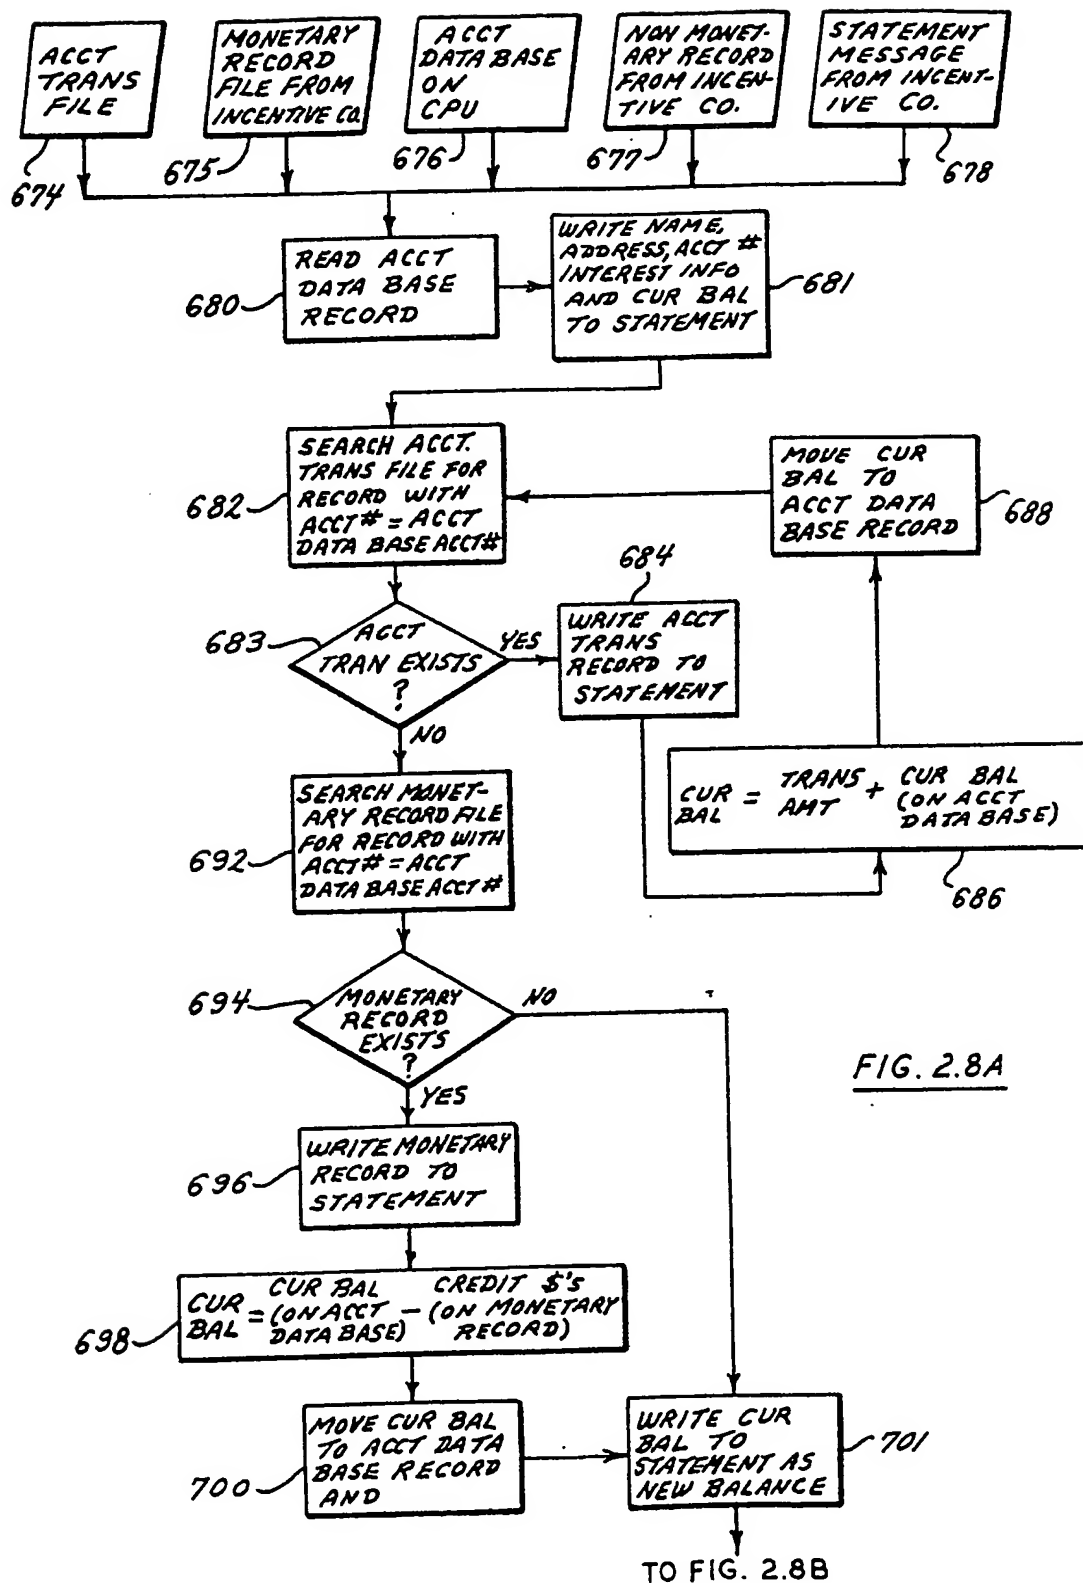 ACCT
TRANS
FILE
674
MONETARY
RECORD
FILE FROM
INCENTIVE CO.
675
ACCT
DATA BASE
ON
CPU
676
NON MONET-
ARY RECORD
FROM INCEN-
TIVE CO.
677
STATEMENT
MESSAGE
FROM INCENT-
IVE CO.
678
READ ACCT
DATA BASE
RECORD
680
WRITE NAME,
ADDRESS, ACCT #
INTEREST INFO
AND CUR BAL
TO STATEMENT
681
SEARCH ACCT.
TRANS FILE FOR
RECORD WITH
ACCT # = ACCT
DATA BASE ACCT #
682
MOVE CUR
BAL TO
ACCT DATA
BASE RECORD
688
ACCT
TRAN EXISTS
?
683
YES
NO
684
WRITE ACCT
TRANS
RECORD TO
STATEMENT
CUR BAL = TRANS AMT + CUR BAL (ON ACCT DATA BASE)
686
SEARCH MONET-
ARY RECORD FILE
FOR RECORD WITH
ACCT # = ACCT
DATA BASE ACCT #
692
MONETARY
RECORD
EXISTS
?
694
NO
YES
FIG. 2.8A
WRITE MONETARY
RECORD TO
STATEMENT
696
CUR BAL = CUR BAL (ON ACCT DATA BASE) - CREDIT $'s (ON MONETARY RECORD)
698
MOVE CUR BAL
TO ACCT DATA
BASE RECORD
AND
700
WRITE CUR
BAL TO
STATEMENT AS
NEW BALANCE
701
TO FIG. 2.8B